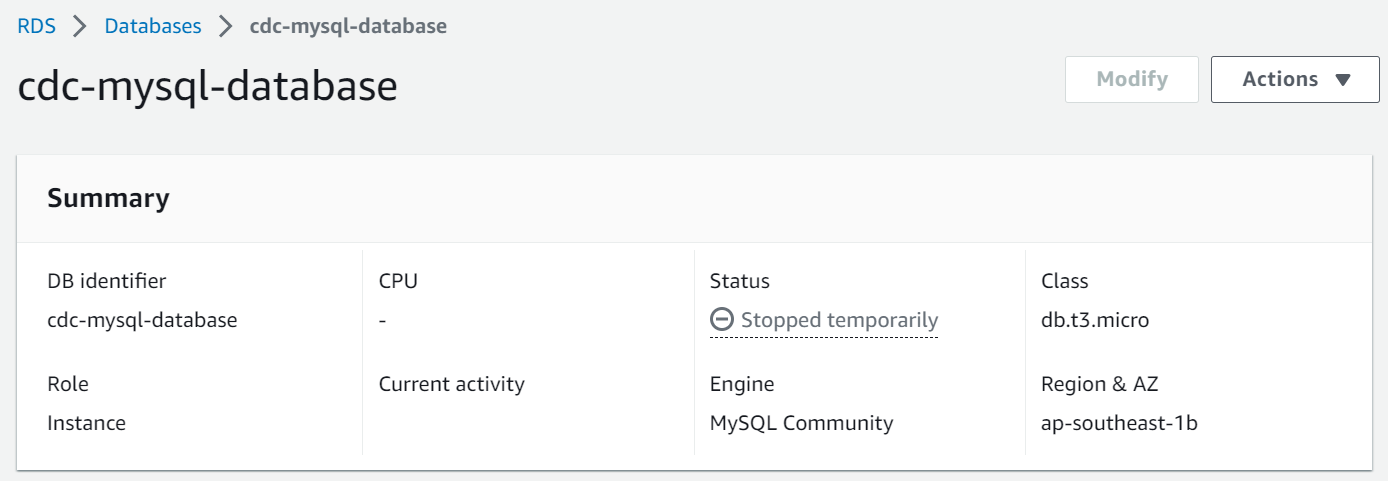 RDS > Databases > cdc-mysql-database
cdc-mysql-database
Modify
Actions
Summary
DB identifier
cdc-mysql-database
CPU
-
Status
Stopped temporarily
Class
db.t3.micro
Role
Instance
Current activity
Engine
MySQL Community
Region & AZ
ap-southeast-1b